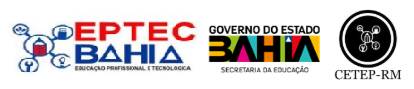 EPTEC
BAHIA
EDUCAÇÃO PROFISSIONAL E TECNOLÓGICA
GOVERNO DO ESTADO
BAHIA
SECRETARIA DA EDUCAÇÃO
CETEP-RM